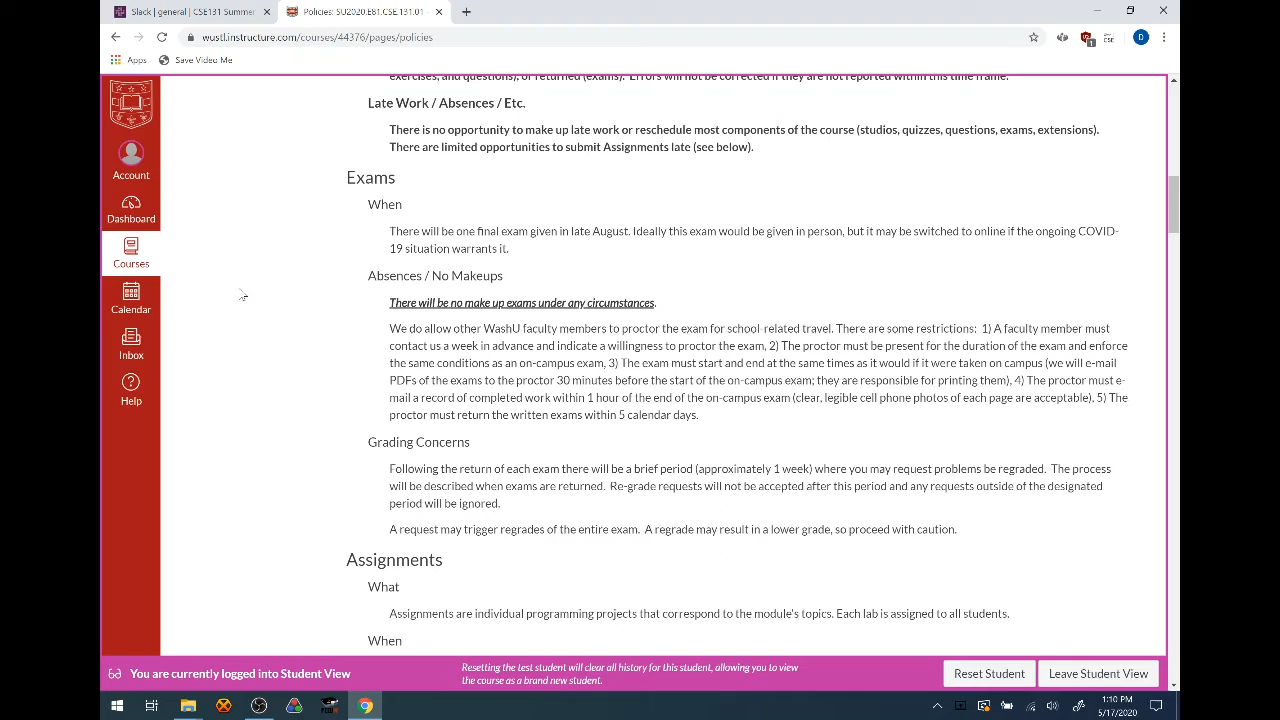 Slack | general | CSE131 Summer
Policies: SU2020.E81.CSE.131.01 -
wustl.instructure.com/courses/44376/pages/policies
Apps
Save Video Me
exercises, and questions), or returned (exams). Errors will not be corrected if they are not reported within this time frame.
Late Work / Absences / Etc.
There is no opportunity to make up late work or reschedule most components of the course (studios, quizzes, questions, exams, extensions).
There are limited opportunities to submit Assignments late (see below).
Exams
When
There will be one final exam given in late August. Ideally this exam would be given in person, but it may be switched to online if the ongoing COVID-
19 situation warrants it.
Absences / No Makeups
There will be no make up exams under any circumstances.
We do allow other WashU faculty members to proctor the exam for school-related travel. There are some restrictions: 1) A faculty member must
contact us a week in advance and indicate a willingness to proctor the exam, 2) The proctor must be present for the duration of the exam and enforce
the same conditions as an on-campus exam, 3) The exam must start and end at the same times as it would if it were taken on campus (we will e-mail
PDFs of the exams to the proctor 30 minutes before the start of the on-campus exam; they are responsible for printing them), 4) The proctor must e-
mail a record of completed work within 1 hour of the end of the on-campus exam (clear, legible cell phone photos of each page are acceptable), 5) The
proctor must return the written exams within 5 calendar days.
Grading Concerns
Following the return of each exam there will be a brief period (approximately 1 week) where you may request problems be regraded. The process
will be described when exams are returned. Re-grade requests will not be accepted after this period and any requests outside of the designated
period will be ignored.
A request may trigger regrades of the entire exam. A regrade may result in a lower grade, so proceed with caution.
Assignments
What
Assignments are individual programming projects that correspond to the module's topics. Each lab is assigned to all students.
When
Account
Dashboard
Courses
Calendar
Inbox
Help
You are currently logged into Student View
Resetting the test student will clear all history for this student, allowing you to view
the course as a brand new student.
Reset Student
Leave Student View
1:10 PM
5/17/2020